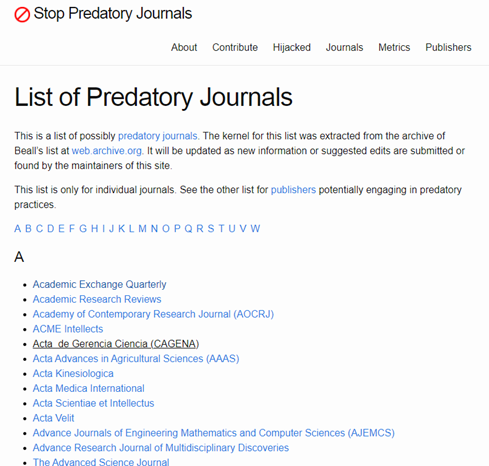 Stop Predatory Journals
About Contribute Hijacked Journals Metrics Publishers
List of Predatory Journals
This is a list of possibly predatory journals. The kernel for this list was extracted from the archive of
Beall's list at web.archive.org. It will be updated as new information or suggested edits are submitted or
found by the maintainers of this site.
This list is only for individual journals. See the other list for publishers potentially engaging in predatory
practices.
A B C D E F G H I J K L M N O P Q R S T U V W
A
Academic Exchange Quarterly
Academic Research Reviews
Academy of Contemporary Research Journal (AOCRJ)
ACME Intellects
Acta  de Gerencia Ciencia (CAGENA)
Acta Advances in Agricultural Sciences (AAAS)
Acta Kinesiologica
Acta Medica International
Acta Scientiae et Intellectus
Acta Velit
Advance Journals of Engineering Mathematics and Computer Sciences (AJEMCS)
Advance Research Journal of Multidisciplinary Discoveries
The Advanced Science Journal